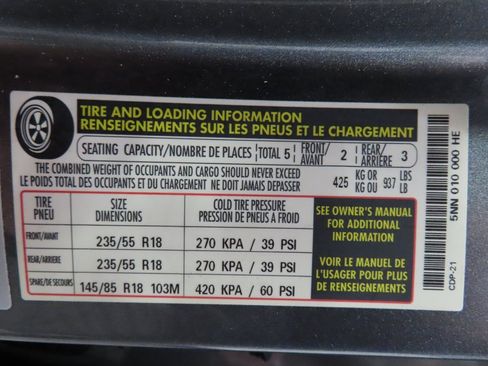 TIRE AND LOADING INFORMATION
RENSEIGNEMENTS SUR LES PNEUS ET LE CHARGEMENT
SEATING CAPACITY/NOMBRE DE PLACES TOTAL 5 FRONT/AVANT 2 REAR/ARRIÈRE 3
THE COMBINED WEIGHT OF OCCUPANTS AND CARGO SHOULD NEVER EXCEED
LE POIDS TOTAL DES OCCUPANTS ET DU CHARGEMENT NE DOIT JAMAIS DÉPASSER
425 KG OR/KG OU 937 LBS/LB
TIRE PNEU
SIZE DIMENSIONS
COLD TIRE PRESSURE
PRESSION DE PNEUS A FROID
FRONT/AVANT 235/55 R18 270 KPA / 39 PSI
REAR/ARRIERE 235/55 R18 270 KPA / 39 PSI
SPARE/DE SECOURS 145/85 R18 103M 420 KPA / 60 PSI
SEE OWNER'S MANUAL
FOR ADDITIONAL
INFORMATION
VOIR LE MANUEL DE
L'USAGER POUR PLUS DE
RENSEIGNEMENTS
5NN 010 000 HE
CDP-21